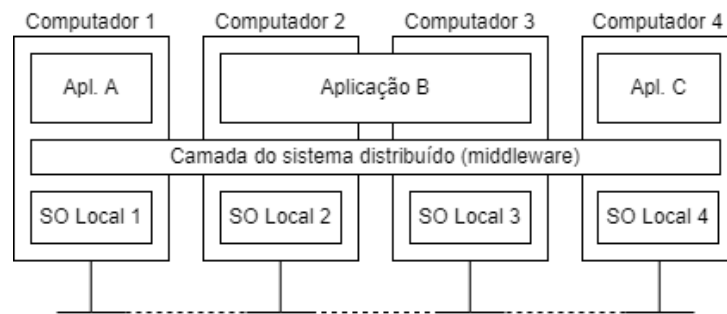 Computador 1 Computador 2 Computador 3 Computador 4
Apl. A Aplicação B Apl. C
Camada do sistema distribuído (middleware)
SO Local 1 SO Local 2 SO Local 3 SO Local 4